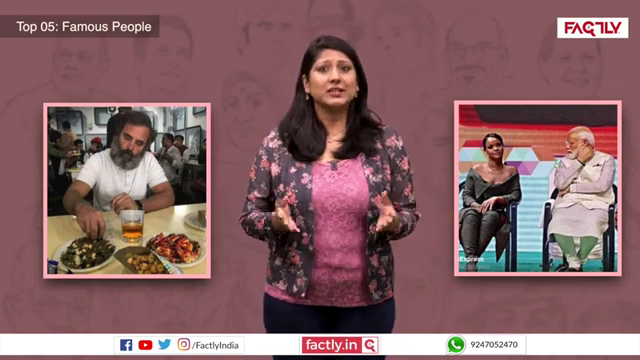 Top 05: Famous People
FACTLY
Express
/FactlyIndia
factly.in
9247052470